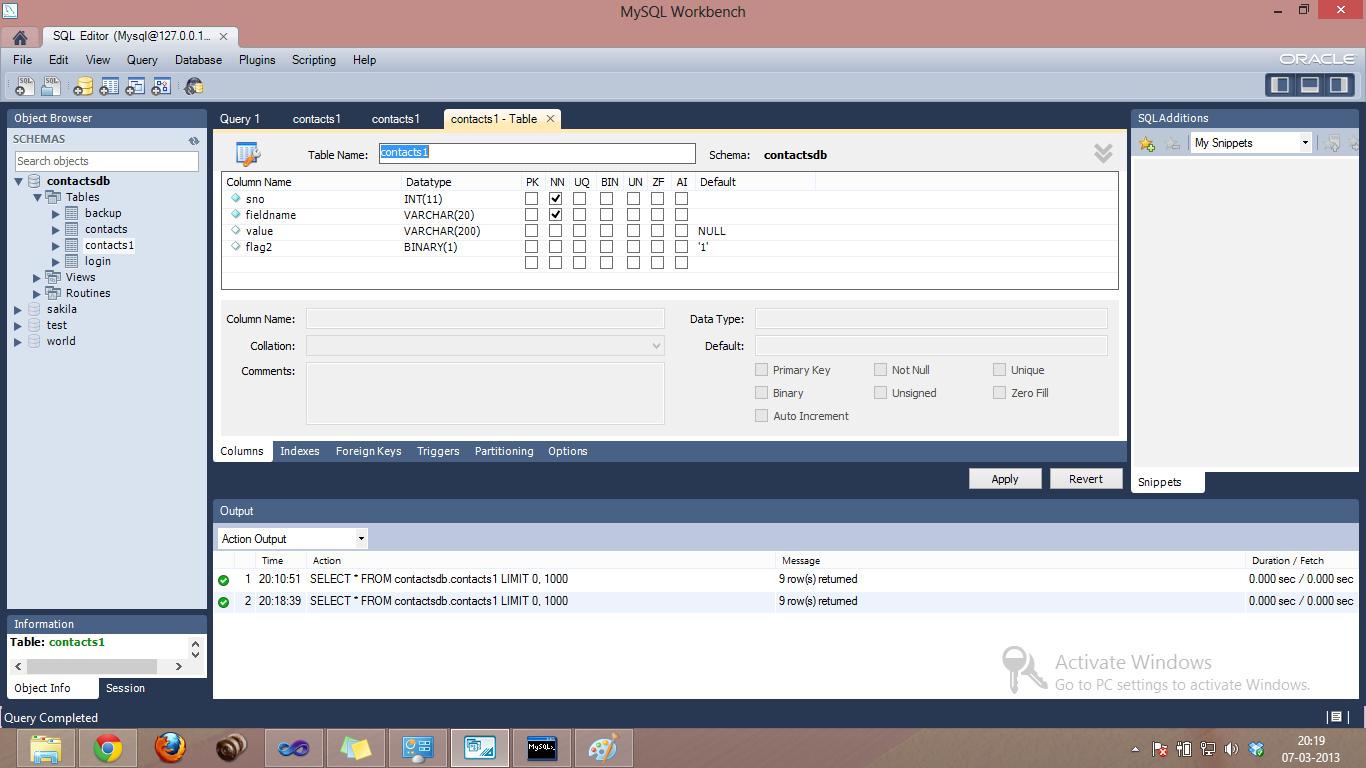 MySQL Workbench
SQL Editor (Mysql@127.0.0.1...
File Edit View Query Database Plugins Scripting Help
ORACLE
Object Browser
SCHEMAS
Search objects
contactsdb
Tables
backup
contacts
contacts1
login
Views
Routines
sakila
test
world
Information
Table: contacts1
Object Info Session
Query 1 contacts1 contacts1 contacts1 - Table
Table Name: contacts1 Schema: contactsdb
Column Name Datatype PK NN UQ BIN UN ZF AI Default
sno INT(11)
fieldname VARCHAR(20)
value VARCHAR(200) NULL
flag2 BINARY(1) '1'
Column Name: Data Type:
Collation: Default:
Comments: Primary Key Not Null Unique
Binary Unsigned Zero Fill
Auto Increment
Columns Indexes Foreign Keys Triggers Partitioning Options
Apply Revert
SQLAdditions
My Snippets
Snippets
Output
Action Output
Time Action Message Duration / Fetch
1 20:10:51 SELECT * FROM contactsdb.contacts1 LIMIT 0, 1000 9 row(s) returned 0.000 sec / 0.000 sec
2 20:18:39 SELECT * FROM contactsdb.contacts1 LIMIT 0, 1000 9 row(s) returned 0.000 sec / 0.000 sec
Activate Windows
Go to PC settings to activate Windows.
Query Completed
20:19
07-03-2013